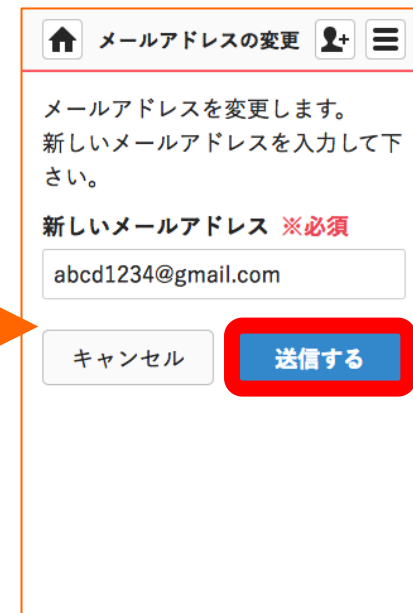 メールアドレスの変更
メールアドレスを変更します。
新しいメールアドレスを入力して下
さい。
新しいメールアドレス ※必須
abcd1234@gmail.com
キャンセル 送信する